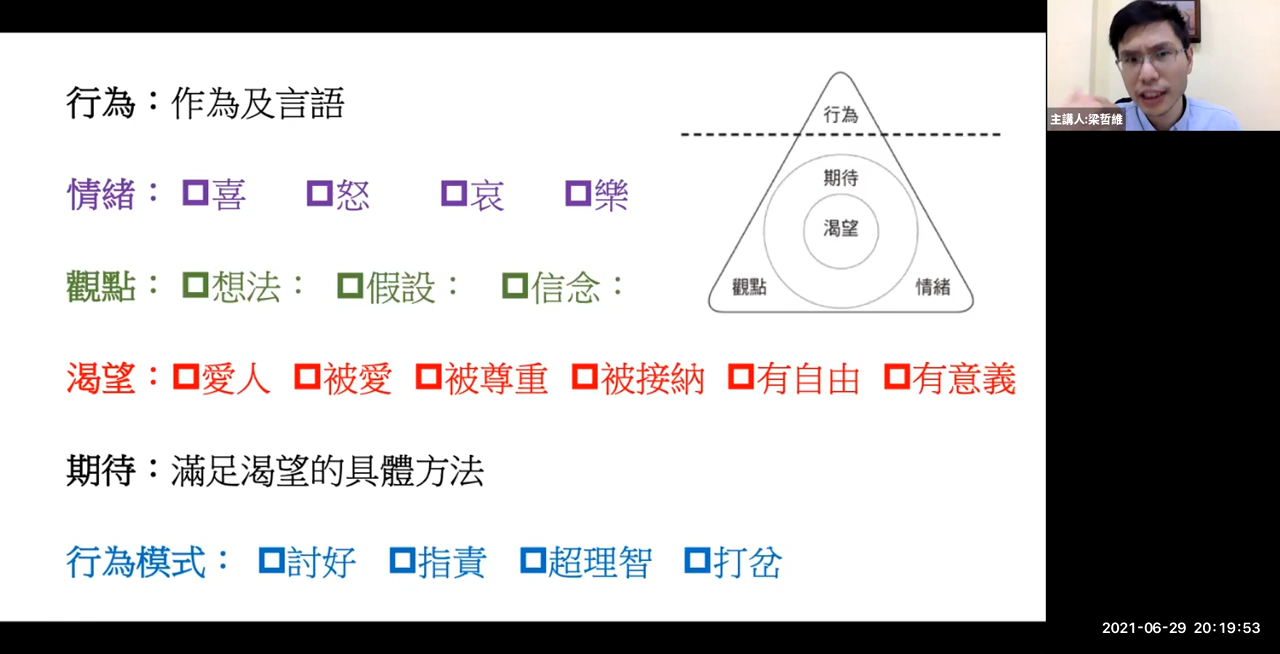 行為：作為及言語
情緒：□喜 □怒 □哀 □樂
觀點：□想法： □假設： □信念：
渴望：□愛人 □被愛 □被尊重 □被接納 □有自由 □有意義
期待：滿足渴望的具體方法
行為模式： □討好 □指責 □超理智 □打岔
行為
期待
渴望
觀點 情緒
主講人:梁哲維
2021-06-29 20:19:53